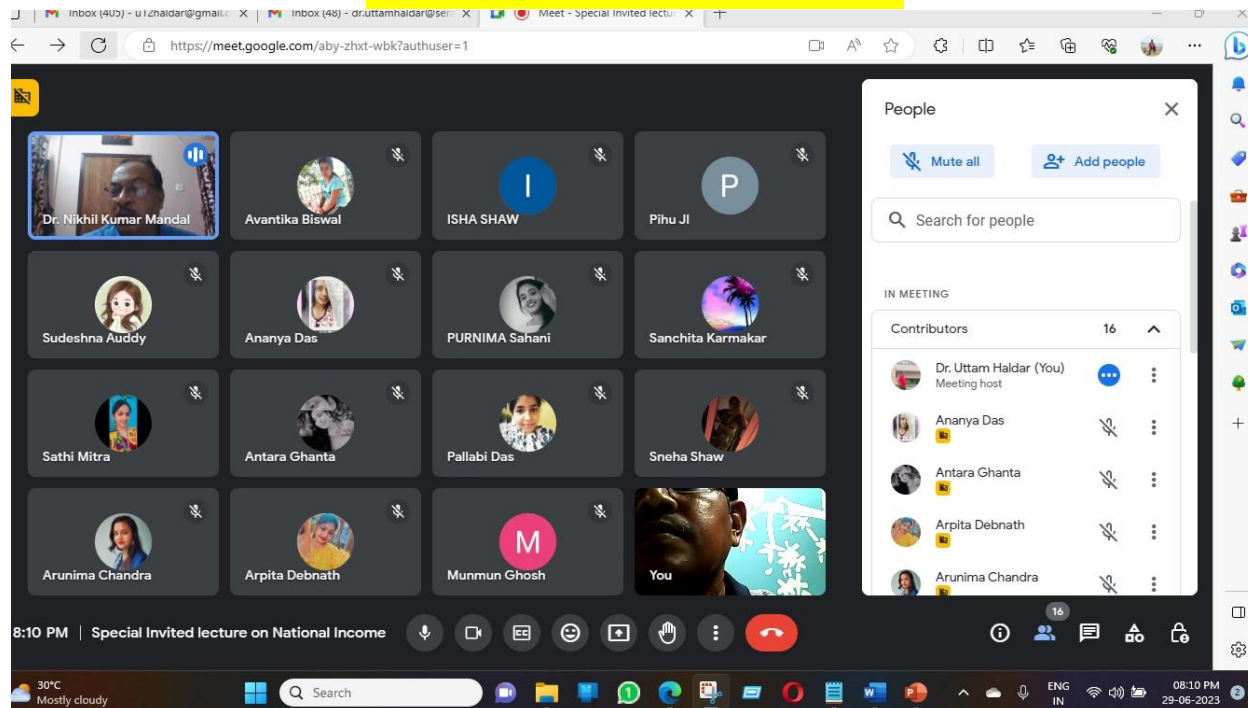 Inbox (405) - u12haldar@gmail.c
Inbox (48) - dr.uttamhaldar@ser
Meet - Special Invited lectu
https://meet.google.com/aby-zhxt-wbk?authuser=1
Dr. Nikhil Kumar Mandal
Avantika Biswal
I
ISHA SHAW
P
Pihu JI
Sudeshna Auddy
Ananya Das
PURNIMA Sahani
Sanchita Karmakar
Sathi Mitra
Antara Ghanta
Pallabi Das
Sneha Shaw
Arunima Chandra
Arpita Debnath
M
Munmun Ghosh
You
People
Mute all
Add people
Search for people
IN MEETING
Contributors 16
Dr. Uttam Haldar (You)
Meeting host
Ananya Das
Antara Ghanta
Arpita Debnath
Arunima Chandra
8:10 PM | Special Invited lecture on National Income
CC
16
30°C
Mostly cloudy
Search
ENG
IN
08:10 PM
29-06-2023
2